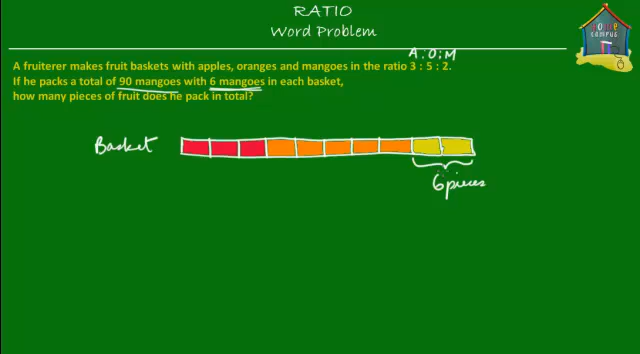 RATIO
Word Problem
home campus
A : O : M
A fruiterer makes fruit baskets with apples, oranges and mangoes in the ratio 3 : 5 : 2.
If he packs a total of 90 mangoes with 6 mangoes in each basket,
how many pieces of fruit does he pack in total?
Basket
6 pieces